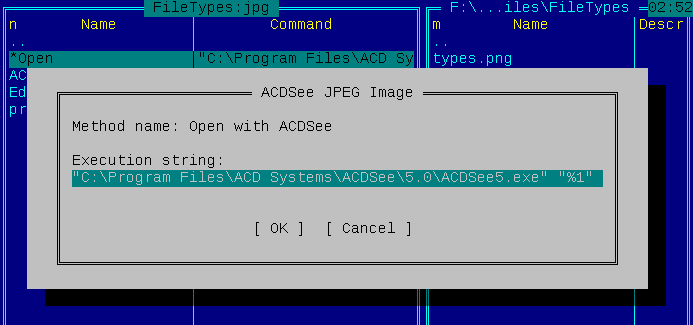 FileTypes:jpg
F:\...iles\FileTypes 02:52
n Name Command
m Name Descr
..
..
*Open "C:\Program Files\ACD Sy
types.png
AC
Ed
pr
ACDSee JPEG Image
Method name: Open with ACDSee
Execution string:
"C:\Program Files\ACD Systems\ACDSee\5.0\ACDSee5.exe" "%1"
[ OK ] [ Cancel ]